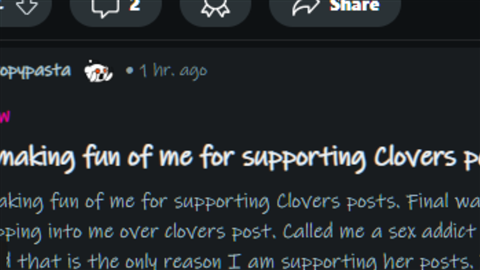 2 Share
opypasta • 1 hr. ago
W
making fun of me for supporting Clovers p
aking fun of me for supporting Clovers posts. Final wa
pping into me over clovers post. Called me a sex addict
d that is the only reason I am supporting her posts.